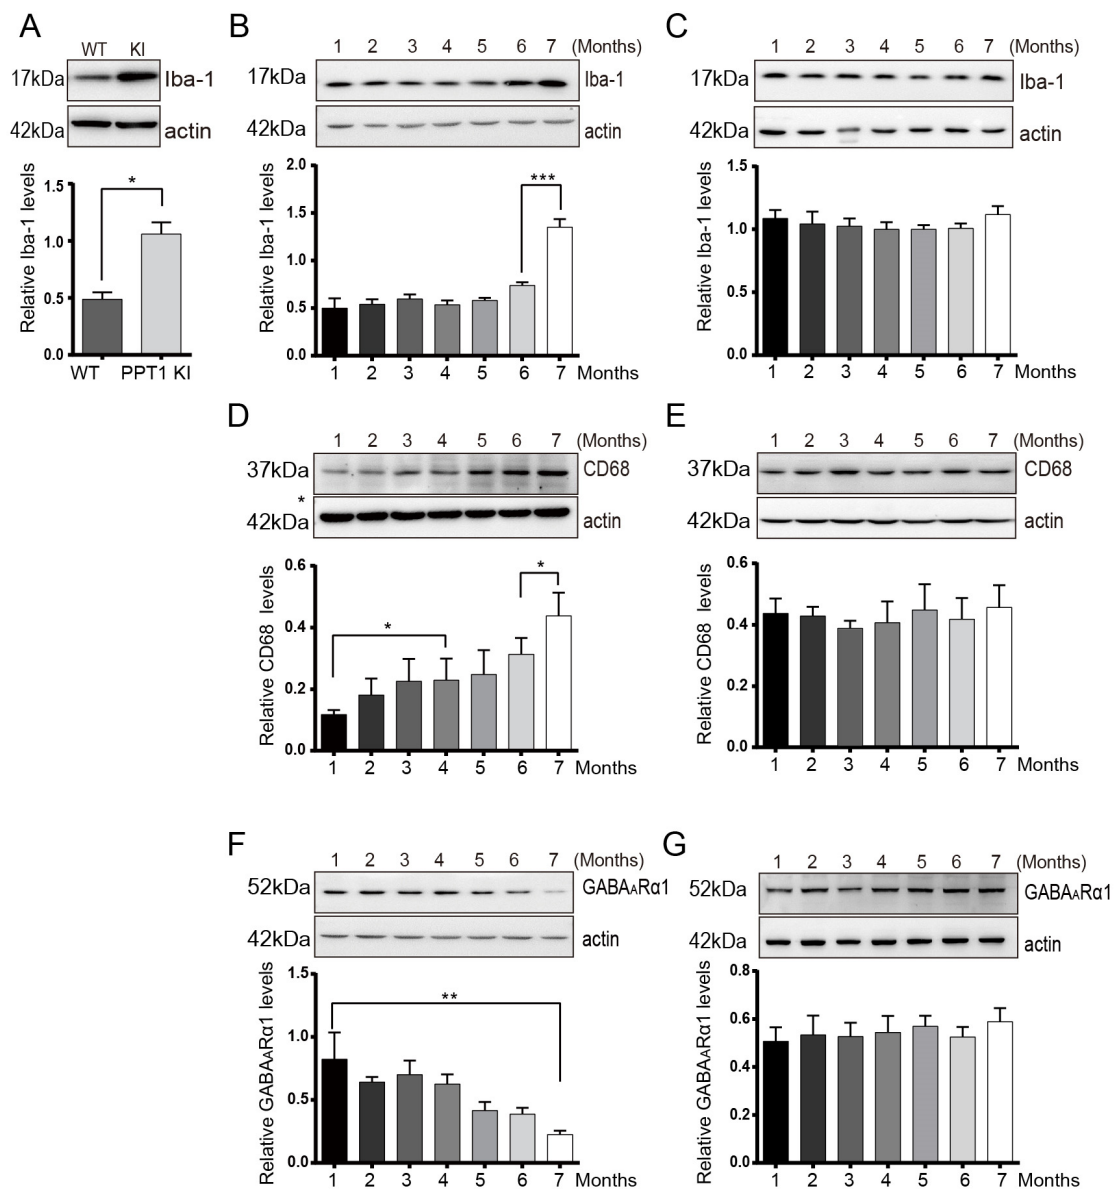 A
WT KI
17kDa Iba-1
42kDa actin
Relative Iba-1 levels
1.5
1.0
0.5
0.0
*
WT PPT1 KI
B
1 2 3 4 5 6 7 (Months)
17kDa Iba-1
42kDa actin
Relative Iba-1 levels
2.0
1.5
1.0
0.5
0.0
***
1 2 3 4 5 6 7 Months
C
1 2 3 4 5 6 7 (Months)
17kDa Iba-1
42kDa actin
Relative Iba-1 levels
1.5
1.0
0.5
0.0
1 2 3 4 5 6 7 Months
D
1 2 3 4 5 6 7 (Months)
37kDa CD68
*
42kDa actin
Relative CD68 levels
0.6
0.4
0.2
0.0
*
*
1 2 3 4 5 6 7 Months
E
1 2 3 4 5 6 7 (Months)
37kDa CD68
42kDa actin
Relative CD68 levels
0.6
0.4
0.2
0.0
1 2 3 4 5 6 7 Months
F
1 2 3 4 5 6 7 (Months)
52kDa GABAARα1
42kDa actin
Relative GABAARα1 levels
1.5
1.0
0.5
0.0
**
1 2 3 4 5 6 7 Months
G
1 2 3 4 5 6 7 (Months)
52kDa GABAARα1
42kDa actin
Relative GABAARα1 levels
0.8
0.6
0.4
0.2
0.0
1 2 3 4 5 6 7 Months